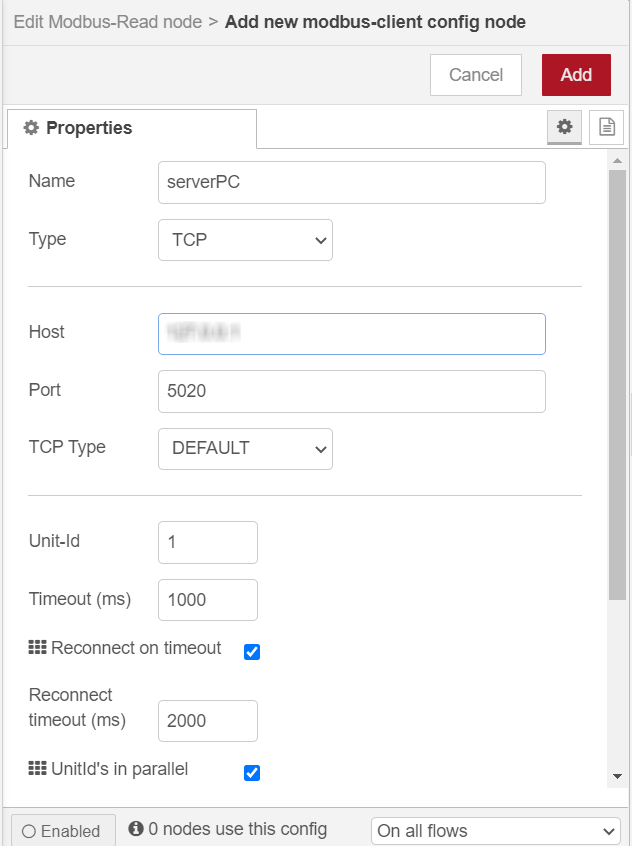 Edit Modbus-Read node > Add new modbus-client config node
Cancel Add
Properties
Name serverPC
Type TCP
Host
Port 5020
TCP Type DEFAULT
Unit-Id 1
Timeout (ms) 1000
Reconnect on timeout
Reconnect
timeout (ms) 2000
UnitId's in parallel
Enabled 0 nodes use this config On all flows